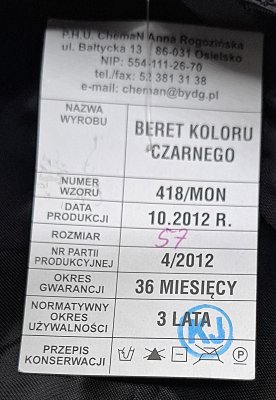 P.H.U. ChemaN Anna Rogozińska
ul. Bałtycka 13 86-031 Osielsko
NIP: 554-111-26-70
tel./fax: 52 381 31 38
e-mail: cheman@bydg.pl
NAZWA
WYROBU
BERET KOLORU
CZARNEGO
NUMER
WZORU
418/MON
DATA
PRODUKCJI
10.2012 R.
ROZMIAR
57
NR PARTII
PRODUKCYJNEJ
4/2012
OKRES
GWARANCJI
36 MIESIĘCY
NORMATYWNY
OKRES
UŻYWALNOŚCI
3 LATA
KJ
PRZEPIS
KONSERWACJI
P